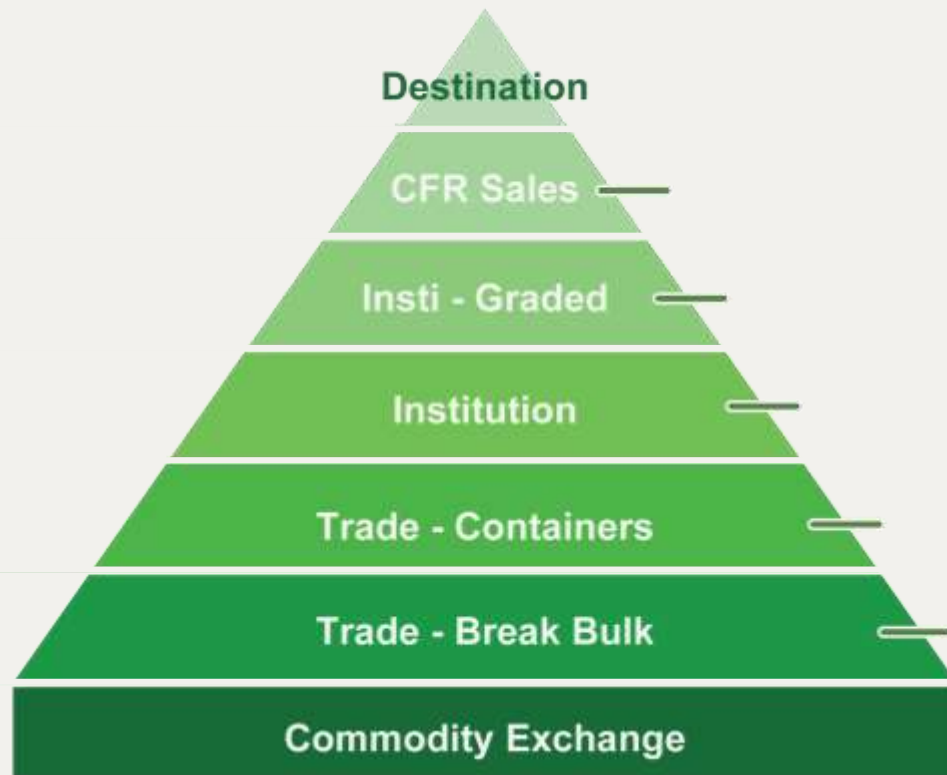 Destination
CFR Sales
Insti - Graded
Institution
Trade - Containers
Trade - Break Bulk
Commodity Exchange